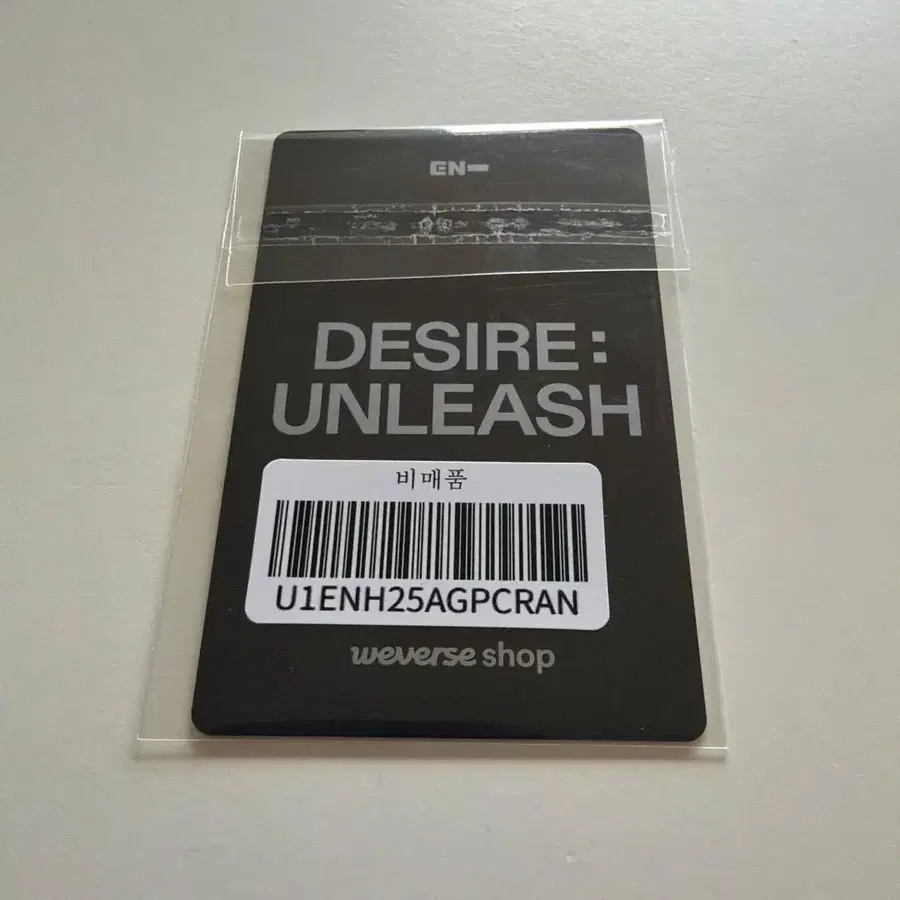 EN-
DESIRE:
UNLEASH
비매품
U1ENH25AGPCRAN
weverse shop